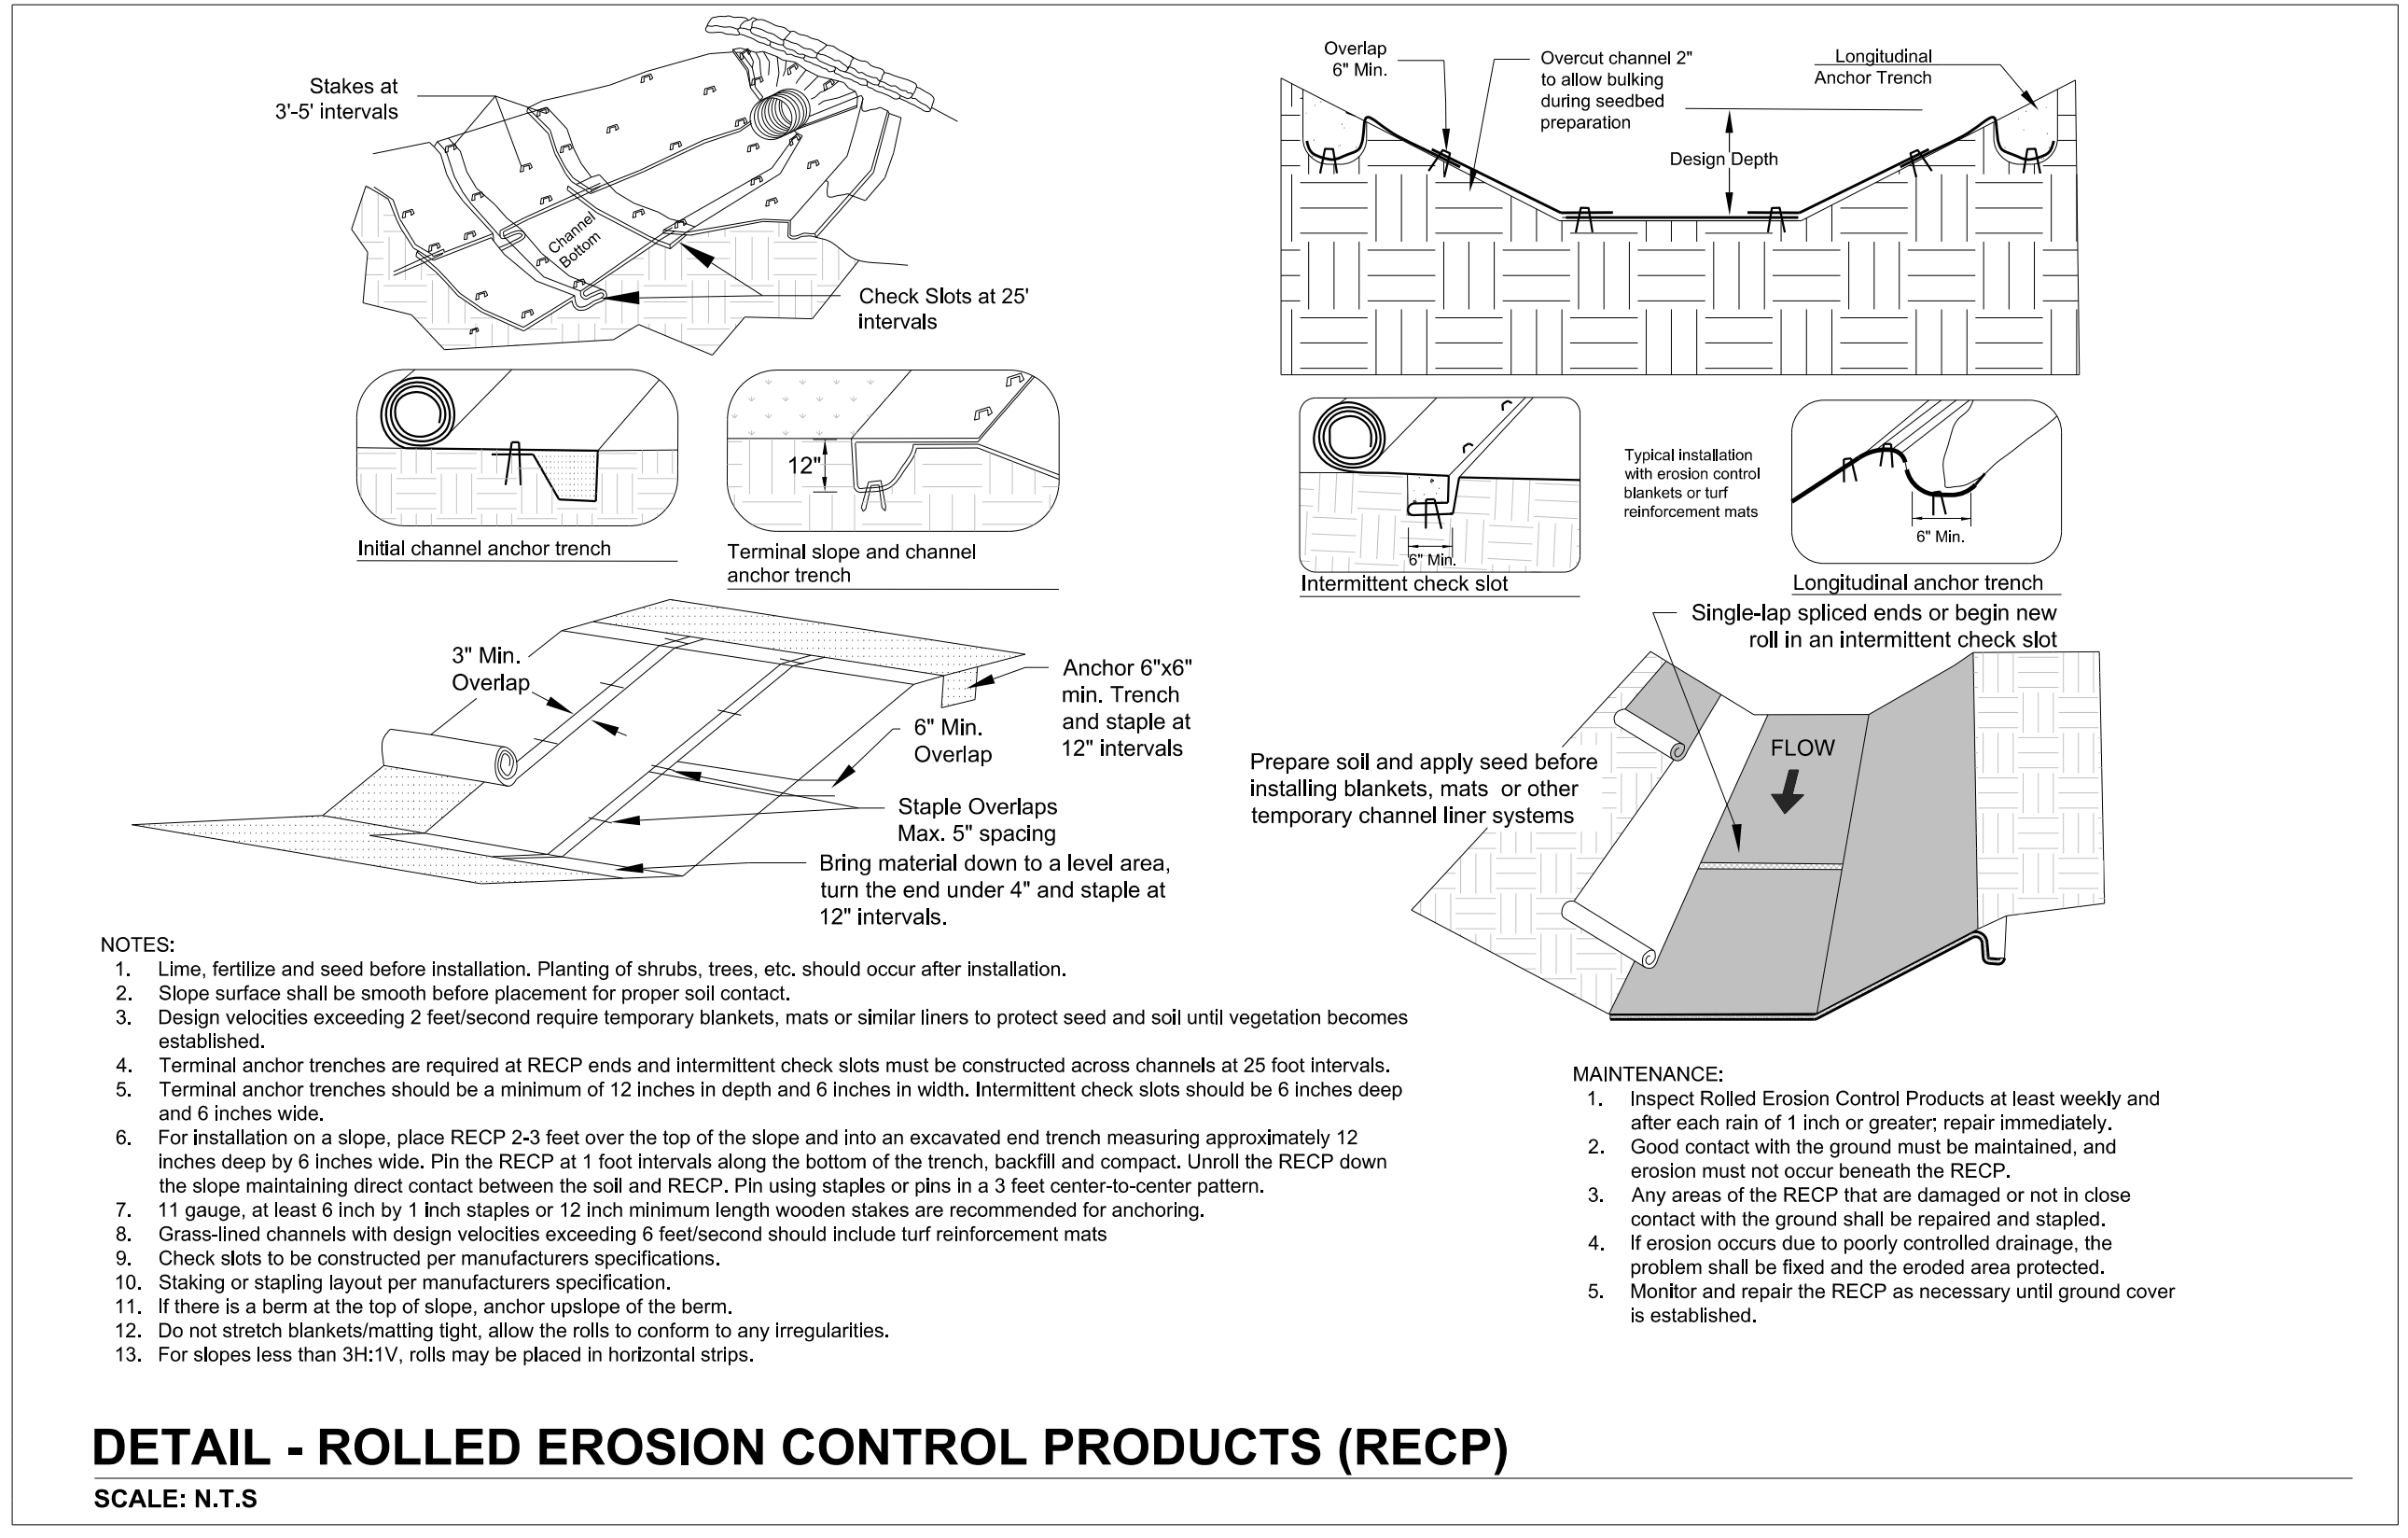 Stakes at
3'-5' intervals
Channel
Bottom
Check Slots at 25'
intervals
Overlap
6" Min.
Overcut channel 2"
to allow bulking
during seedbed
preparation
Longitudinal
Anchor Trench
Design Depth
Initial channel anchor trench
12"
Terminal slope and channel
anchor trench
6" Min.
Intermittent check slot
Typical installation
with erosion control
blankets or turf
reinforcement mats
6" Min.
Longitudinal anchor trench
3" Min.
Overlap
Anchor 6"x6"
min. Trench
and staple at
12" intervals
6" Min.
Overlap
Staple Overlaps
Max. 5" spacing
Bring material down to a level area,
turn the end under 4" and staple at
12" intervals.
Single-lap spliced ends or begin new
roll in an intermittent check slot
FLOW
Prepare soil and apply seed before
installing blankets, mats or other
temporary channel liner systems
NOTES:
1. Lime, fertilize and seed before installation. Planting of shrubs, trees, etc. should occur after installation.
2. Slope surface shall be smooth before placement for proper soil contact.
3. Design velocities exceeding 2 feet/second require temporary blankets, mats or similar liners to protect seed and soil until vegetation becomes
established.
4. Terminal anchor trenches are required at RECP ends and intermittent check slots must be constructed across channels at 25 foot intervals.
5. Terminal anchor trenches should be a minimum of 12 inches in depth and 6 inches in width. Intermittent check slots should be 6 inches deep
and 6 inches wide.
6. For installation on a slope, place RECP 2-3 feet over the top of the slope and into an excavated end trench measuring approximately 12
inches deep by 6 inches wide. Pin the RECP at 1 foot intervals along the bottom of the trench, backfill and compact. Unroll the RECP down
the slope maintaining direct contact between the soil and RECP. Pin using staples or pins in a 3 feet center-to-center pattern.
7. 11 gauge, at least 6 inch by 1 inch staples or 12 inch minimum length wooden stakes are recommended for anchoring.
8. Grass-lined channels with design velocities exceeding 6 feet/second should include turf reinforcement mats
9. Check slots to be constructed per manufacturers specifications.
10. Staking or stapling layout per manufacturers specification.
11. If there is a berm at the top of slope, anchor upslope of the berm.
12. Do not stretch blankets/matting tight, allow the rolls to conform to any irregularities.
13. For slopes less than 3H:1V, rolls may be placed in horizontal strips.
MAINTENANCE:
1. Inspect Rolled Erosion Control Products at least weekly and
after each rain of 1 inch or greater; repair immediately.
2. Good contact with the ground must be maintained, and
erosion must not occur beneath the RECP.
3. Any areas of the RECP that are damaged or not in close
contact with the ground shall be repaired and stapled.
4. If erosion occurs due to poorly controlled drainage, the
problem shall be fixed and the eroded area protected.
5. Monitor and repair the RECP as necessary until ground cover
is established.
DETAIL - ROLLED EROSION CONTROL PRODUCTS (RECP)
SCALE: N.T.S